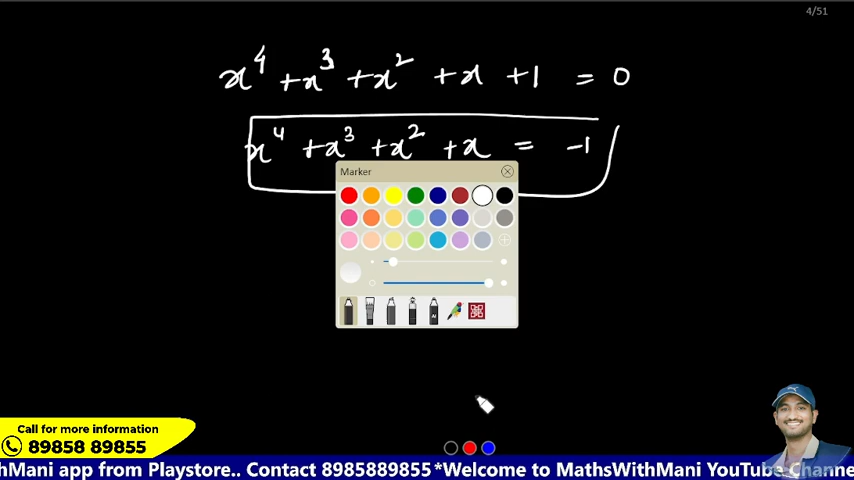 4/51
x⁴ + x³ + x² + x + 1 = 0
x⁴ + x³ + x² + x = -1
Marker
AI
Call for more information
89858 89855
hMani app from Playstore.. Contact 8985889855 *Welcome to MathsWithMani YouTube Channe